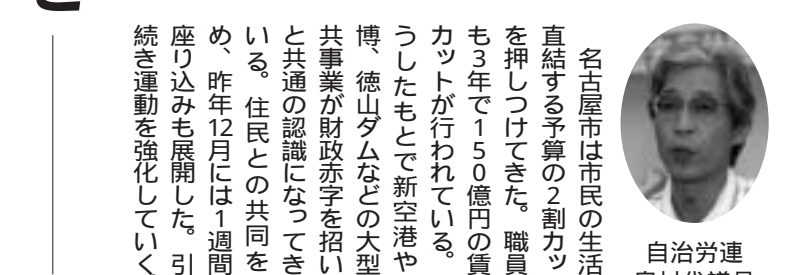 名古屋市は市民の生活
直結する予算の2割カッ
を押しつけてきた。職員
も3年で150億円の賃
カットが行われている。
うしたもとで新空港や
博、徳山ダムなどの大型
共事業が財政赤字を招い
と共通の認識になってき
いる。住民との共同を
め、昨年12月には1週間
座り込みも展開した。引
続き運動を強化していく
自治労連